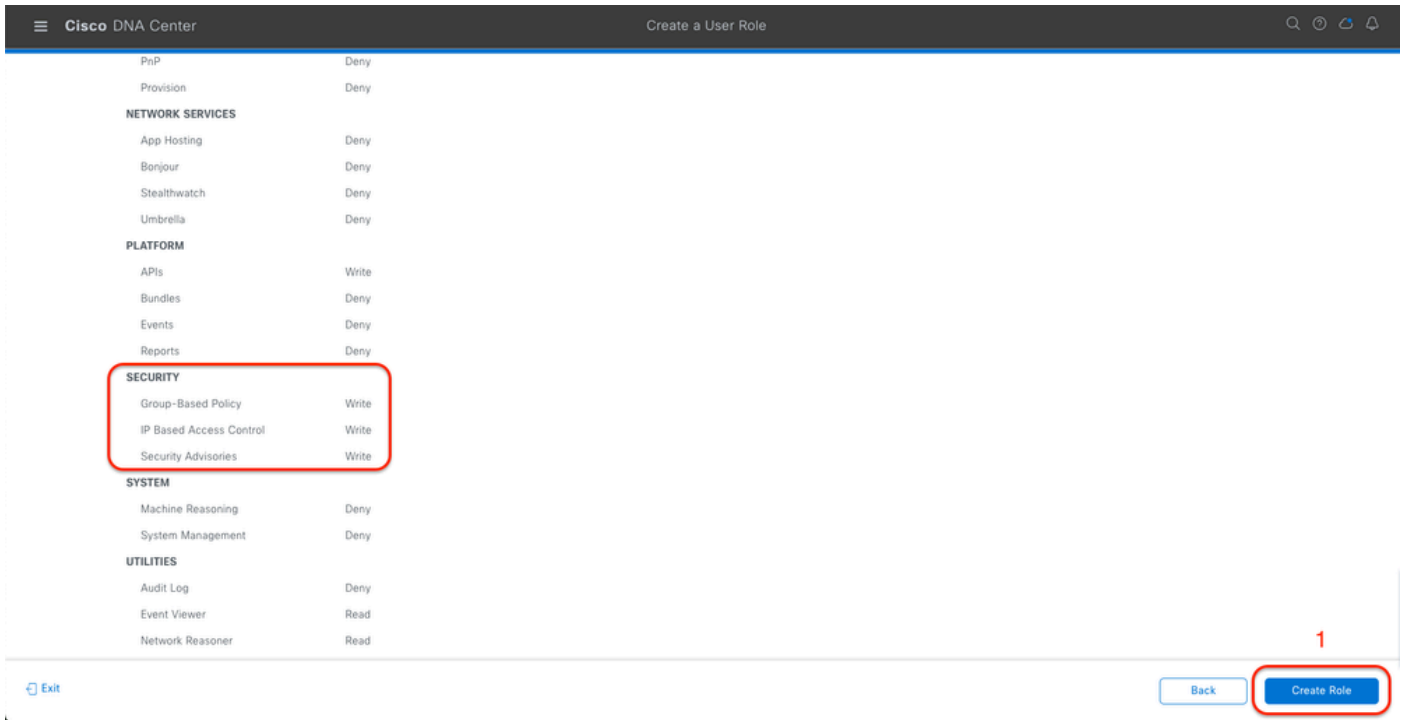 Cisco DNA Center Create a User Role
PnP Deny
Provision Deny
NETWORK SERVICES
App Hosting Deny
Bonjour Deny
Stealthwatch Deny
Umbrella Deny
PLATFORM
APIs Write
Bundles Deny
Events Deny
Reports Deny
SECURITY
Group-Based Policy Write
IP Based Access Control Write
Security Advisories Write
SYSTEM
Machine Reasoning Deny
System Management Deny
UTILITIES
Audit Log Deny
Event Viewer Read
Network Reasoner Read
1
Exit Back Create Role